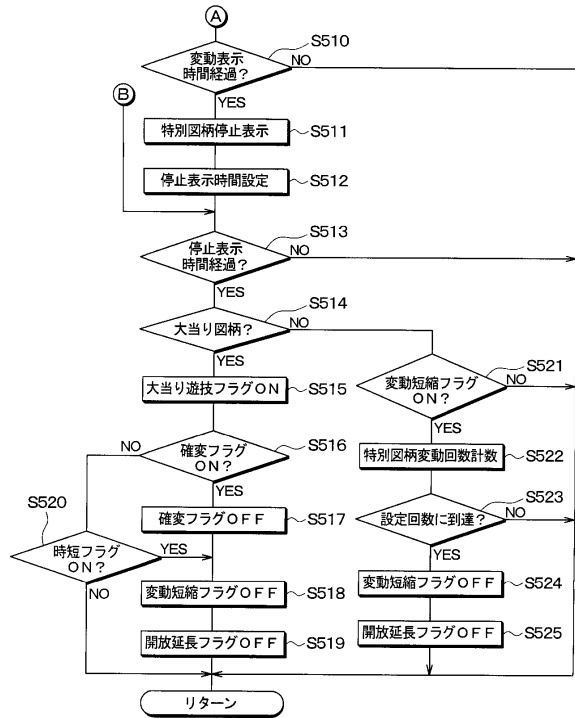 A
S510
変動表示
時間経過?
NO
B
YES
特別図柄停止表示
S511
停止表示時間設定
S512
S513
停止表示
時間経過?
NO
YES
S514
大当り図柄?
NO
YES
大当り遊技フラグON
S515
S521
変動短縮フラグ
ON?
NO
YES
S516
確変フラグ
ON?
NO
YES
特別図柄変動回数計数
S522
確変フラグOFF
S517
S523
設定回数に到達?
NO
YES
S520
時短フラグ
ON?
YES
NO
変動短縮フラグOFF
S518
変動短縮フラグOFF
S524
開放延長フラグOFF
S519
開放延長フラグOFF
S525
リターン